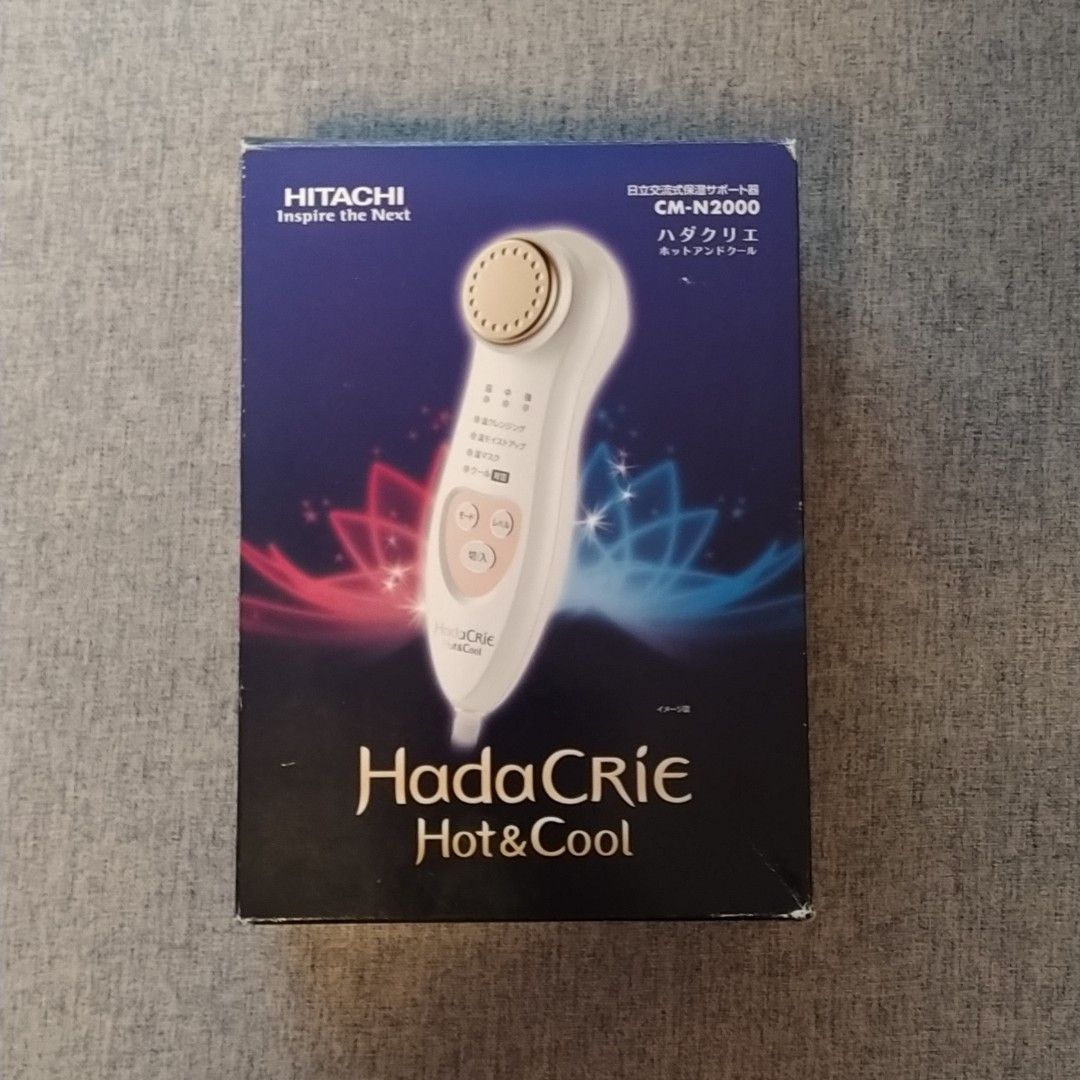 HITACHI
Inspire the Next
日立交流式保湿サポート器
CM-N2000
ハダクリエ
ホットアンドクール
温クレンジング
温モイストアップ
温マスク
クール
モード
レベル
切/入
HadaCRiE
Hot&Cool
イメージ図
HadaCRiE
Hot&Cool